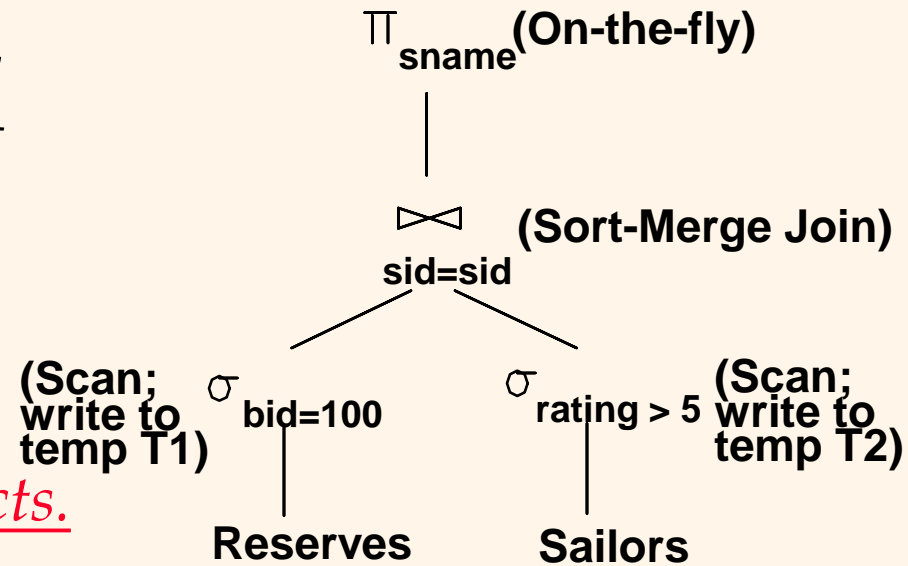 π sname (On-the-fly)
⋈ (Sort-Merge Join)
sid=sid
(Scan; write to temp T1)
σ bid=100
σ rating > 5
(Scan; write to temp T2)
cts.
Reserves
Sailors